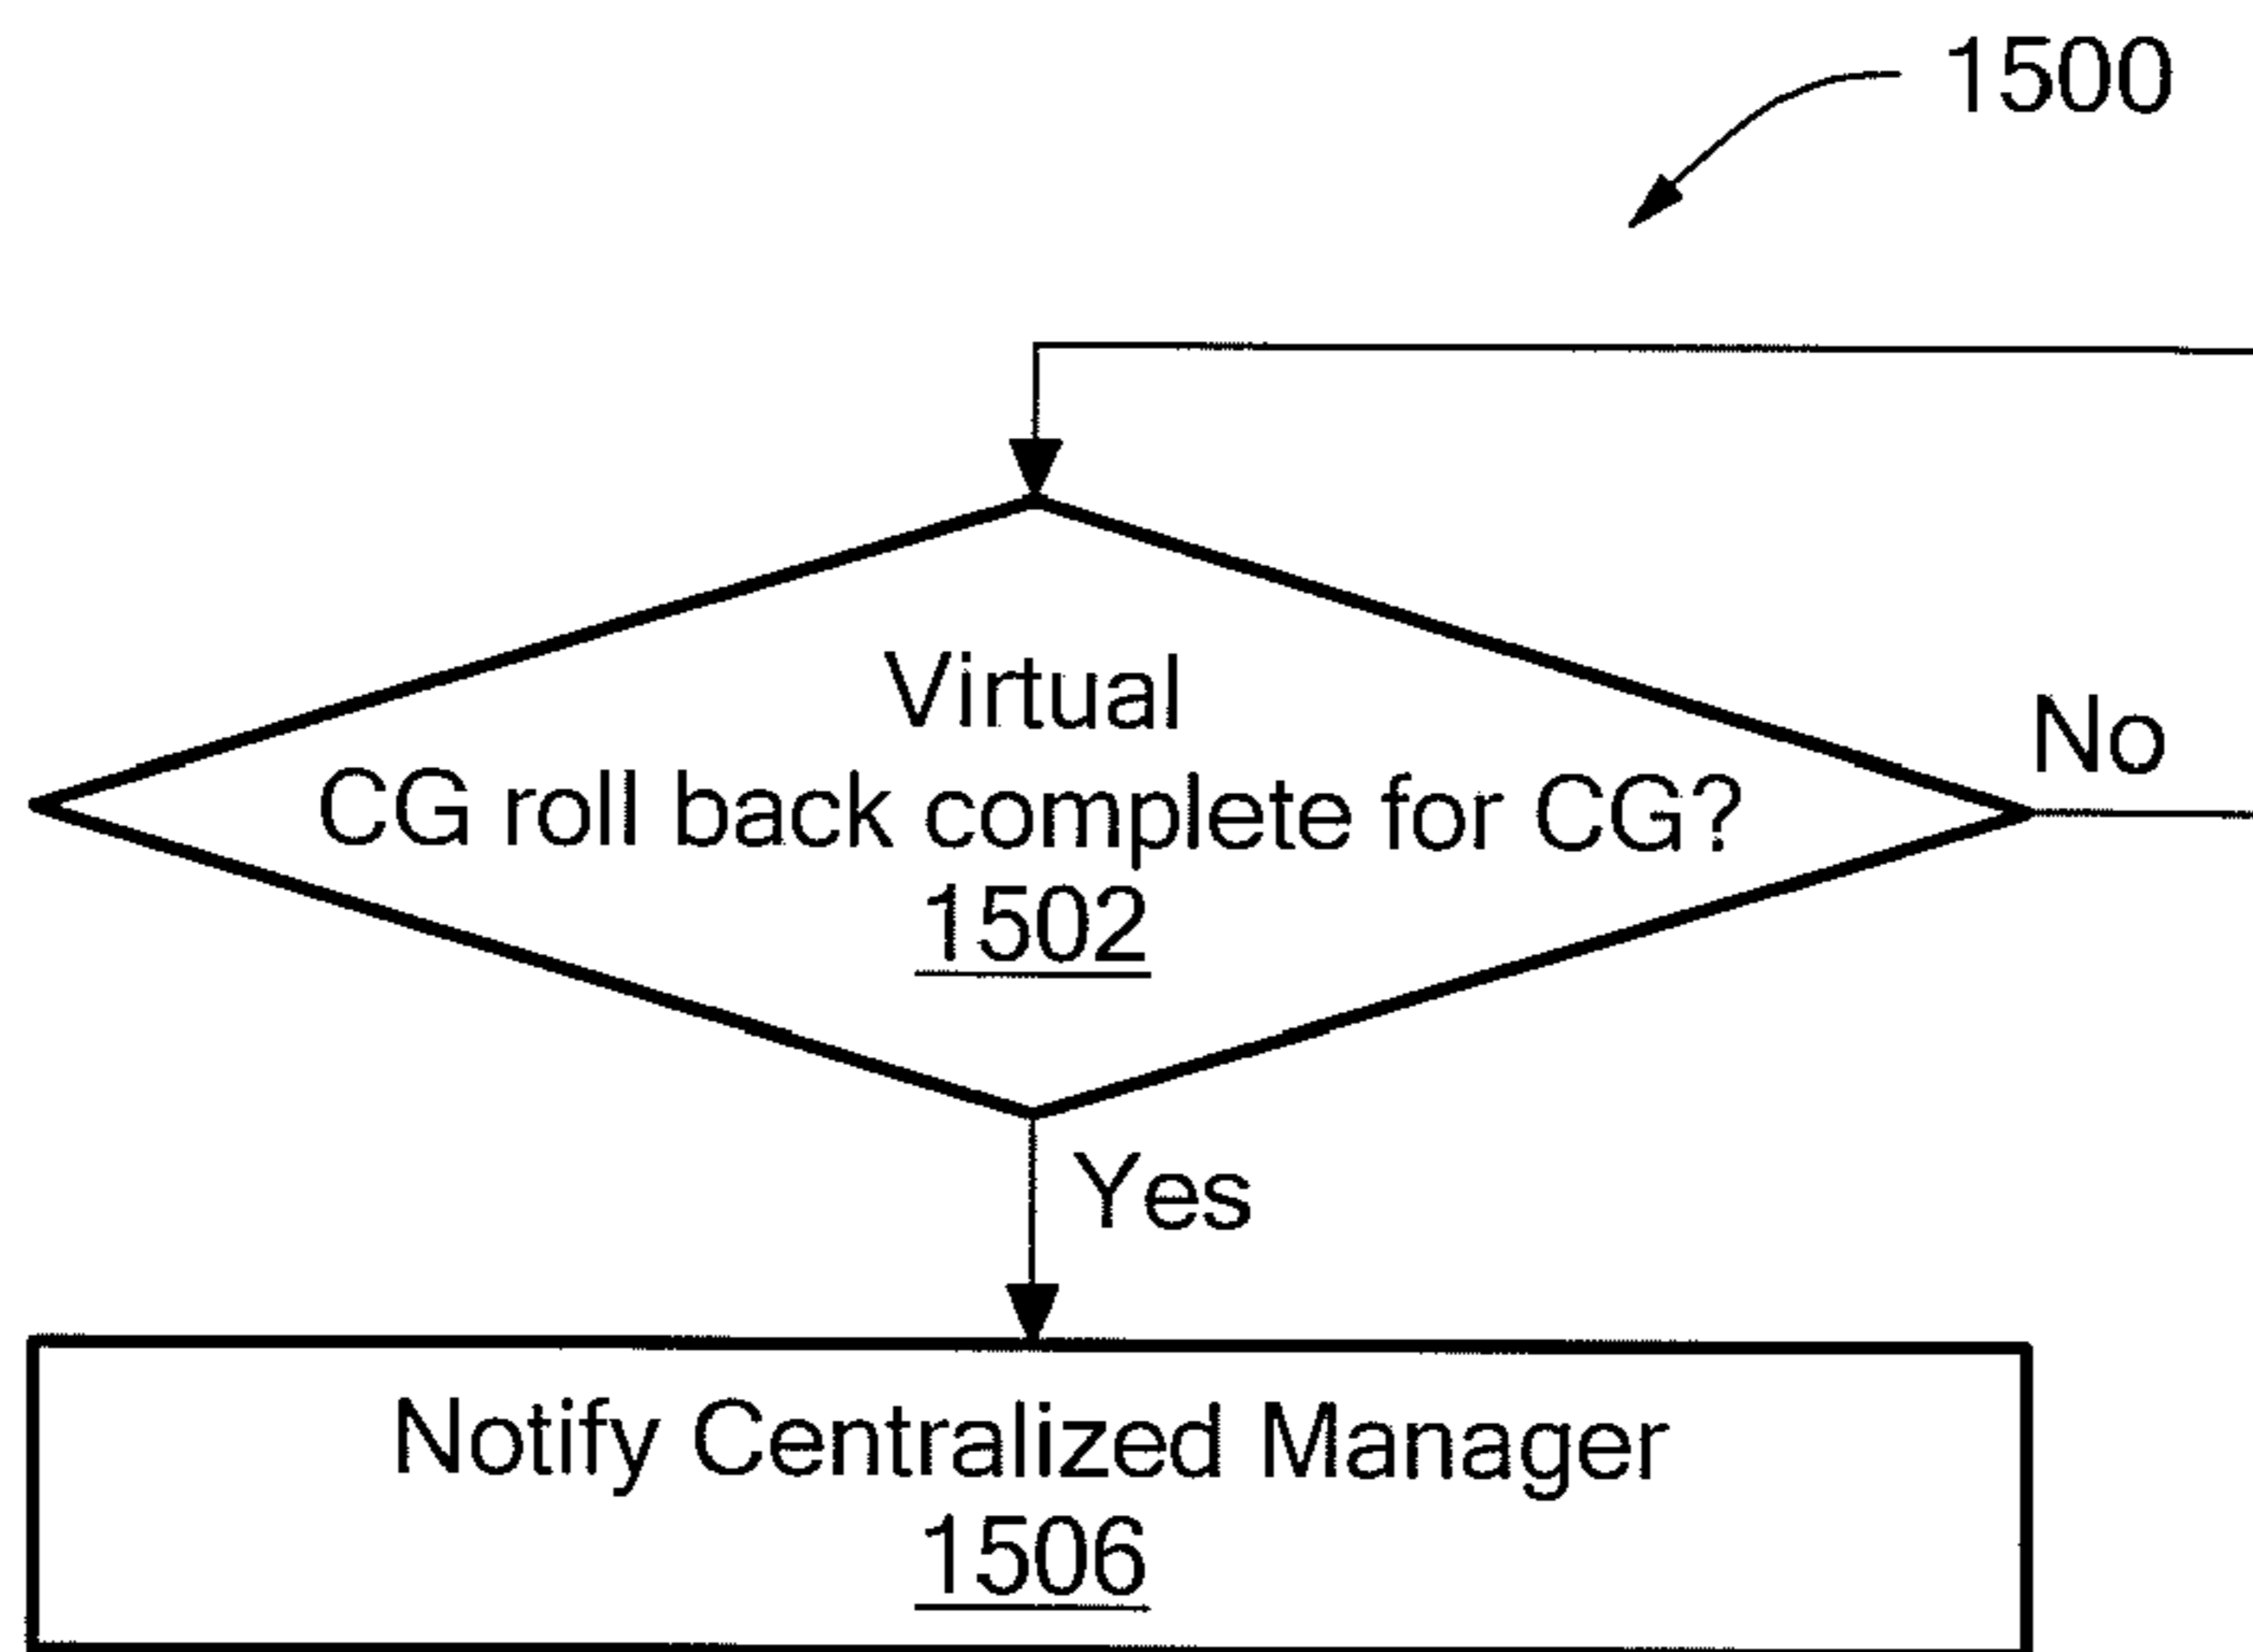 1500
Virtual
CG roll back complete for CG?
1502
No
Yes
Notify Centralized Manager
1506